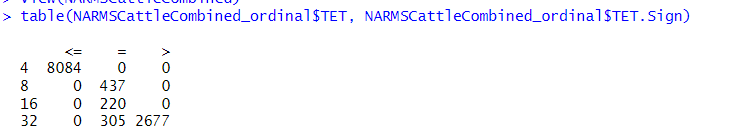 > View(NARMSCattleCombined)
> table(NARMSCattleCombined_ordinal$TET, NARMSCattleCombined_ordinal$TET.Sign)
<= = >
4 8084 0 0
8 0 437 0
16 0 220 0
32 0 305 2677